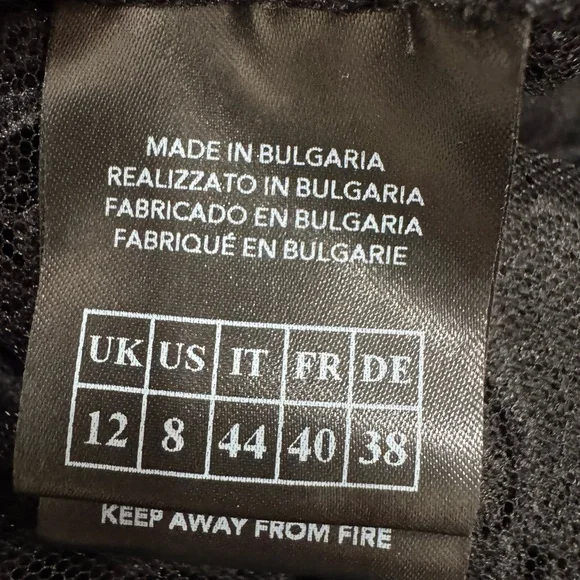 MADE IN BULGARIA
REALIZZATO IN BULGARIA
FABRICADO EN BULGARIA
FABRIQUÉ EN BULGARIE
UK US IT FR DE
12 8 44 40 38
KEEP AWAY FROM FIRE